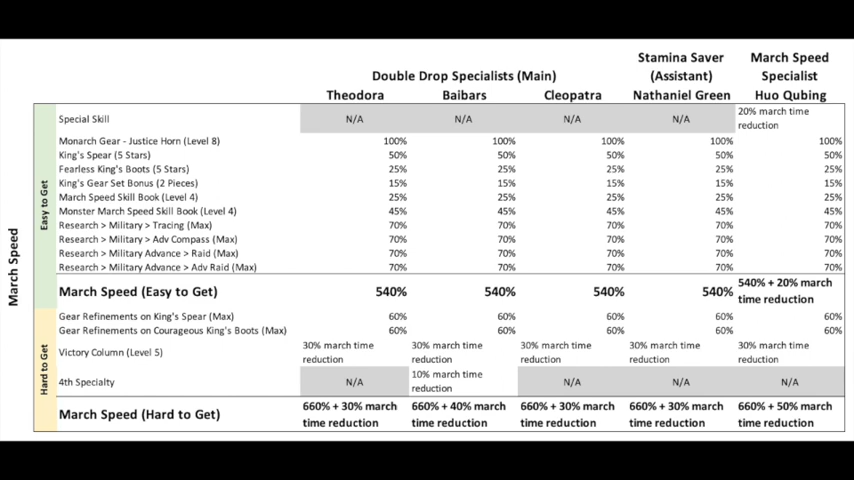 Double Drop Specialists (Main) Stamina Saver (Assistant) March Speed Specialist
Theodora Baibars Cleopatra Nathaniel Green Huo Qubing
March Speed
Easy to Get
Special Skill N/A N/A N/A N/A 20% march time reduction
Monarch Gear - Justice Horn (Level 8) 100% 100% 100% 100% 100%
King's Spear (5 Stars) 50% 50% 50% 50% 50%
Fearless King's Boots (5 Stars) 25% 25% 25% 25% 25%
King's Gear Set Bonus (2 Pieces) 15% 15% 15% 15% 15%
March Speed Skill Book (Level 4) 25% 25% 25% 25% 25%
Monster March Speed Skill Book (Level 4) 45% 45% 45% 45% 45%
Research > Military > Tracing (Max) 70% 70% 70% 70% 70%
Research > Military > Adv Compass (Max) 70% 70% 70% 70% 70%
Research > Military Advance > Raid (Max) 70% 70% 70% 70% 70%
Research > Military Advance > Adv Raid (Max) 70% 70% 70% 70% 70%
March Speed (Easy to Get) 540% 540% 540% 540% 540% + 20% march time reduction
Hard to Get
Gear Refinements on King's Spear (Max) 60% 60% 60% 60% 60%
Gear Refinements on Courageous King's Boots (Max) 60% 60% 60% 60% 60%
Victory Column (Level 5) 30% march time reduction 30% march time reduction 30% march time reduction 30% march time reduction 30% march time reduction
4th Specialty N/A 10% march time reduction N/A N/A N/A
March Speed (Hard to Get) 660% + 30% march time reduction 660% + 40% march time reduction 660% + 30% march time reduction 660% + 30% march time reduction 660% + 50% march time reduction